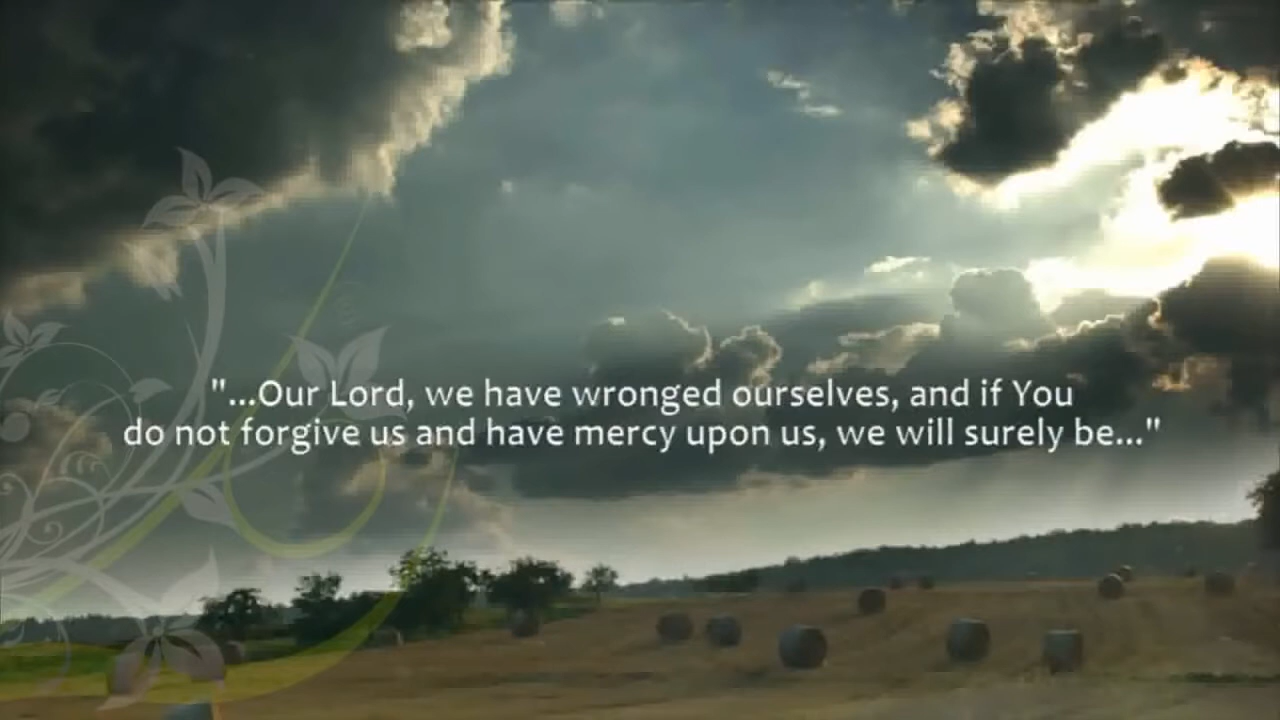 "...Our Lord, we have wronged ourselves, and if You
do not forgive us and have mercy upon us, we will surely be..."